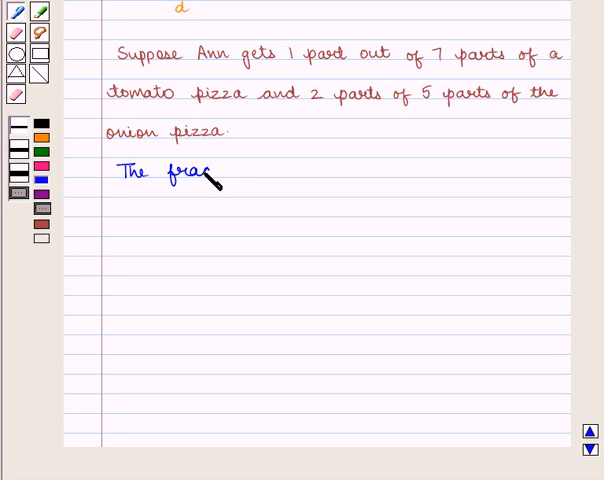 d
Suppose Ann gets 1 part out of 7 parts of a
tomato pizza and 2 parts of 5 parts of the
onion pizza.
The frac